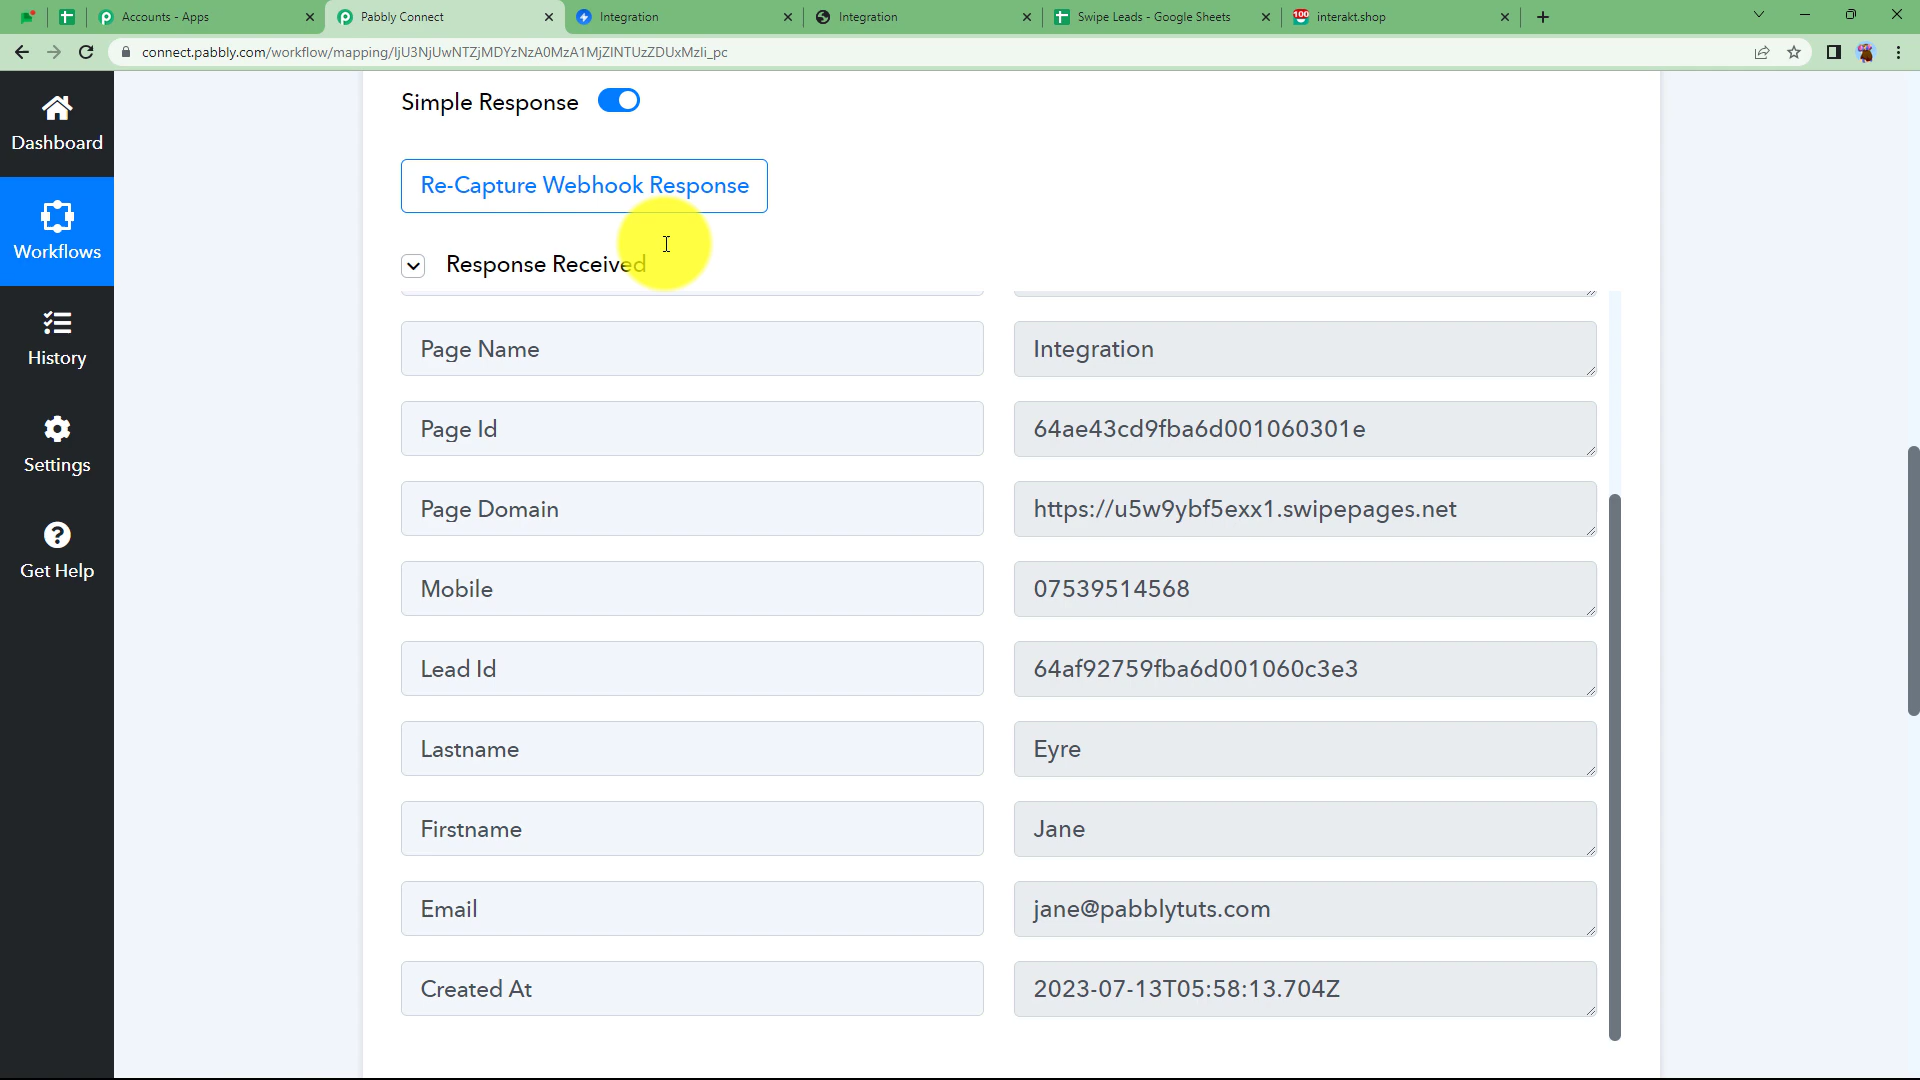 Accounts - Apps
Pabbly Connect
Integration
Integration
Swipe Leads - Google Sheets
100
interakt.shop
connect.pabbly.com/workflow/mapping/IjU3NjUwNTZjMDYzNzA0MzA1MjZlNTUzZDUxMzIi_pc
Dashboard
Workflows
History
Settings
? Get Help
Simple Response
Re-Capture Webhook Response
Response Received
Page Name
Integration
Page Id
64ae43cd9fba6d001060301e
Page Domain
https://u5w9ybf5exx1.swipepages.net
Mobile
07539514568
Lead Id
64af92759fba6d001060c3e3
Lastname
Eyre
Firstname
Jane
Email
jane@pabblytuts.com
Created At
2023-07-13T05:58:13.704Z